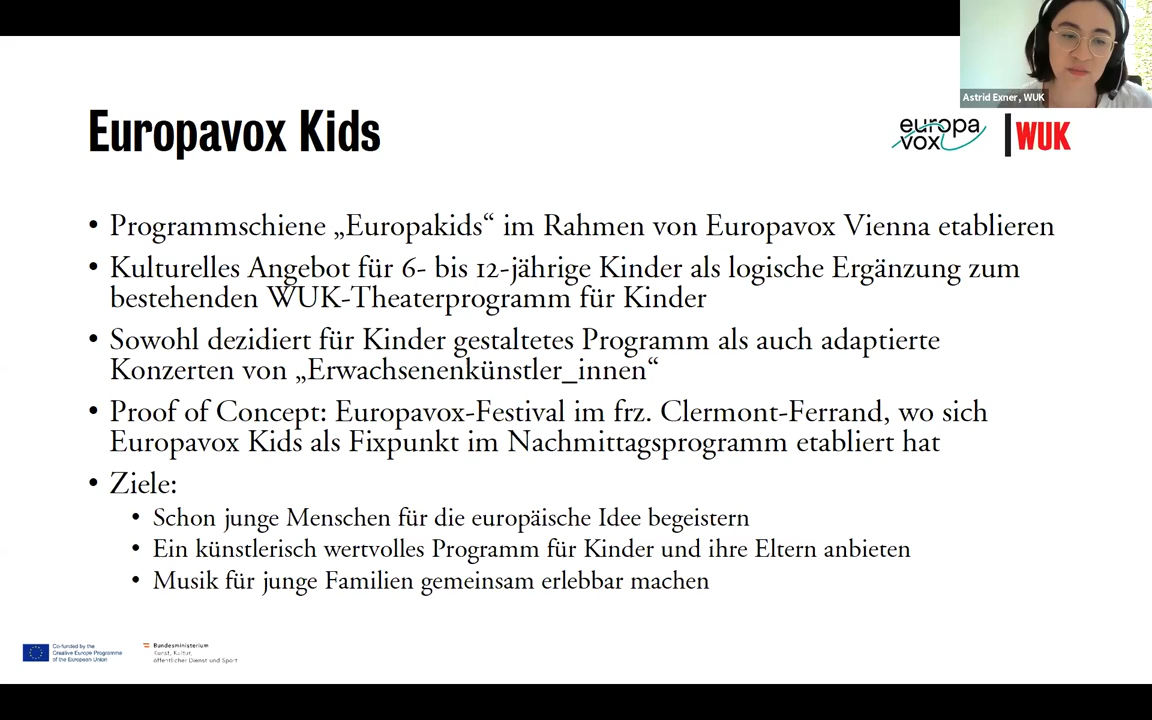 Astrid Exner, WUK
Europavox Kids
europa
vox
WUK
• Programmschiene „Europakids“ im Rahmen von Europavox Vienna etablieren
• Kulturelles Angebot für 6- bis 12-jährige Kinder als logische Ergänzung zum
bestehenden WUK-Theaterprogramm für Kinder
• Sowohl dezidiert für Kinder gestaltetes Programm als auch adaptierte
Konzerten von „Erwachsenenkünstler_innen“
• Proof of Concept: Europavox-Festival im frz. Clermont-Ferrand, wo sich
Europavox Kids als Fixpunkt im Nachmittagsprogramm etabliert hat
• Ziele:
• Schon junge Menschen für die europäische Idee begeistern
• Ein künstlerisch wertvolles Programm für Kinder und ihre Eltern anbieten
• Musik für junge Familien gemeinsam erlebbar machen
Co-funded by the
Creative Europe Programme
of the European Union
Bundesministerium
Kunst, Kultur,
öffentlicher Dienst und Sport